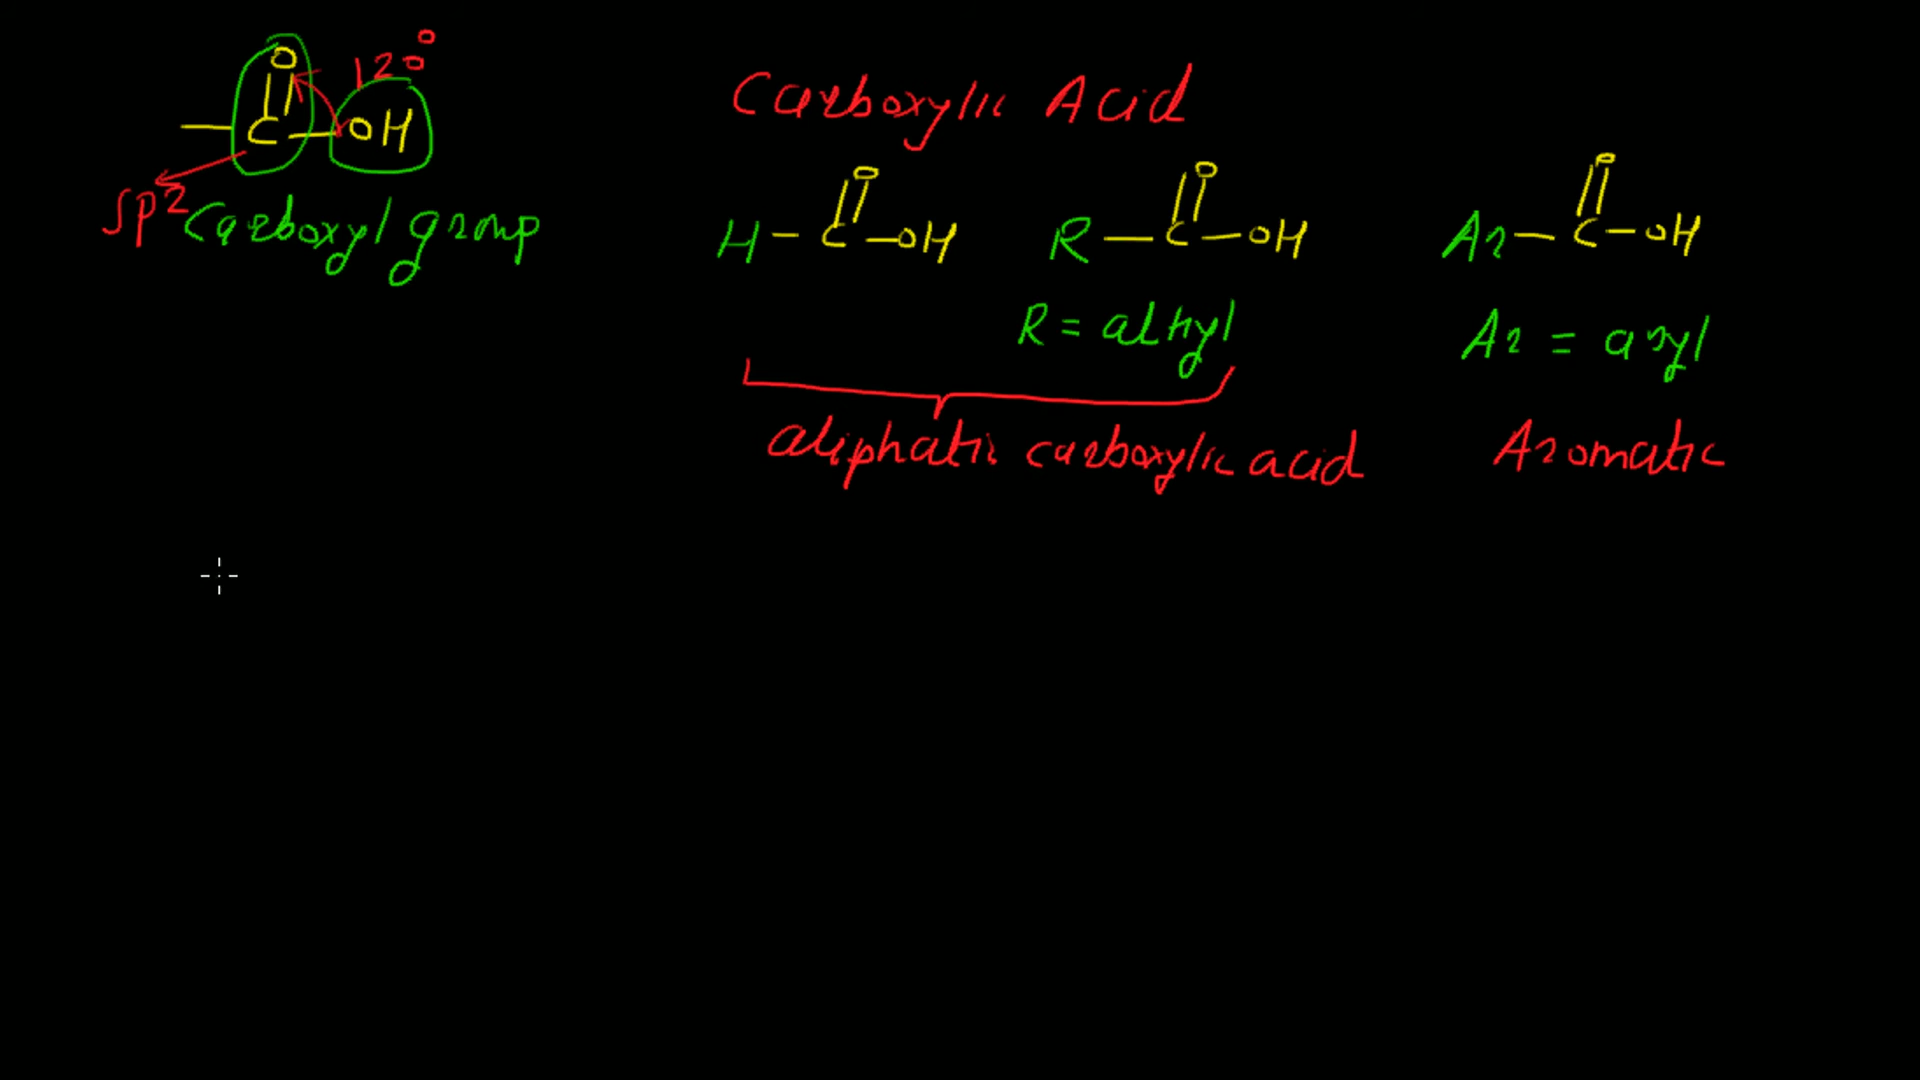 O 120°
C OH
SP² Carboxyl group
Carboxylic Acid
O O O
H - C - OH R - C - OH Ar - C - OH
R = alkyl Ar = aryl
aliphatic carboxylic acid Aromatic